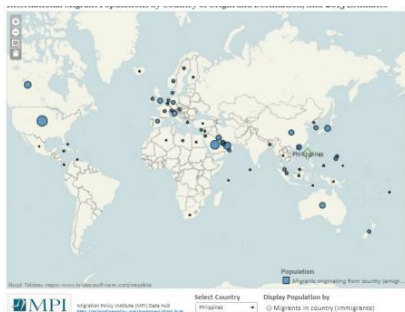 International Migrant Populations by Country of Origin and Destination, mid-2013 Estimates
Philippines
About Tableau maps: www.tableausoftware.com/mapdata
Population
Migrants originating from country (emigr...
MPI
Migration Policy Institute (MPI) Data Hub
Select Country
Philippines
Display Population by
Migrants in country (immigrants)